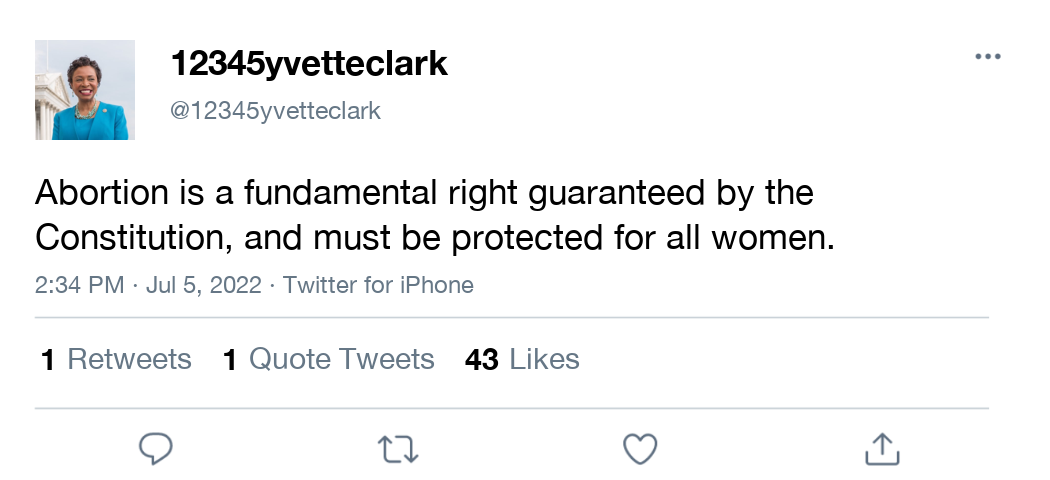 12345yvetteclark
@12345yvetteclark
Abortion is a fundamental right guaranteed by the
Constitution, and must be protected for all women.
2:34 PM · Jul 5, 2022 · Twitter for iPhone
1 Retweets 1 Quote Tweets 43 Likes